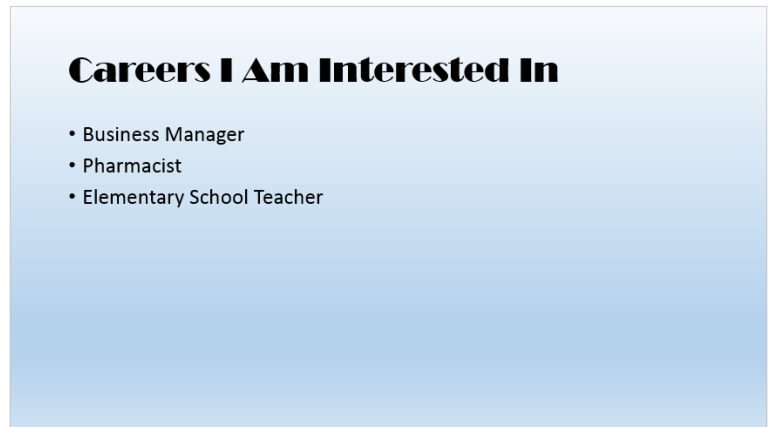 Careers I Am Interested In
• Business Manager
• Pharmacist
• Elementary School Teacher